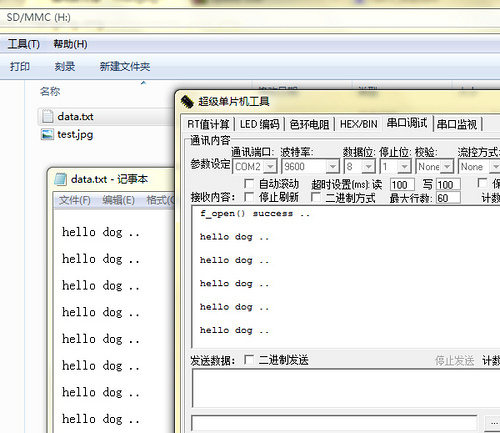 SD/MMC (H:)
工具(T) 帮助(H)
打印 刻录 新建文件夹
名称
data.txt
test.jpg
data.txt - 记事本
文件(F) 编辑(E) 格式(
hello dog ..
hello dog ..
hello dog ..
hello dog ..
hello dog ..
hello dog ..
hello dog ..
hello dog ..
超级单片机工具
RT值计算 LED 编码 色环电阻 HEX/BIN 串口调试 串口监视
通讯内容
通讯端口: 波特率: 数据位: 停止位: 校验: 流控方式:
参数设定 COM2 9600 8 1 None None
自动滚动 超时设置(ms): 读 100 写 100
接收内容: 停止刷新 二进制方式 最大行数: 60 计数
f_open() success ..
hello dog ..
hello dog ..
hello dog ..
hello dog ..
hello dog ..
发送数据: 二进制发送 停止发送 计数
...